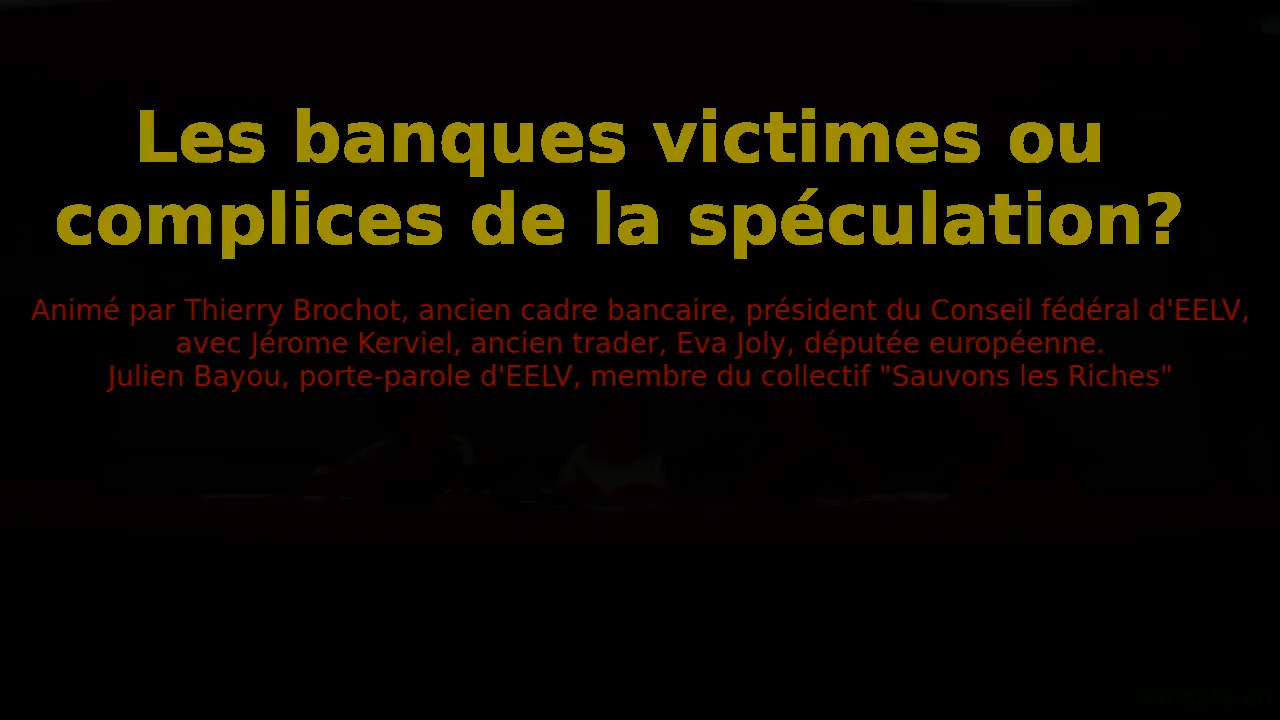 Les banques victimes ou
complices de la spéculation?
Animé par Thierry Brochot, ancien cadre bancaire, président du Conseil fédéral d'EELV,
avec Jérome Kerviel, ancien trader, Eva Joly, députée européenne.
Julien Bayou, porte-parole d'EELV, membre du collectif "Sauvons les Riches"